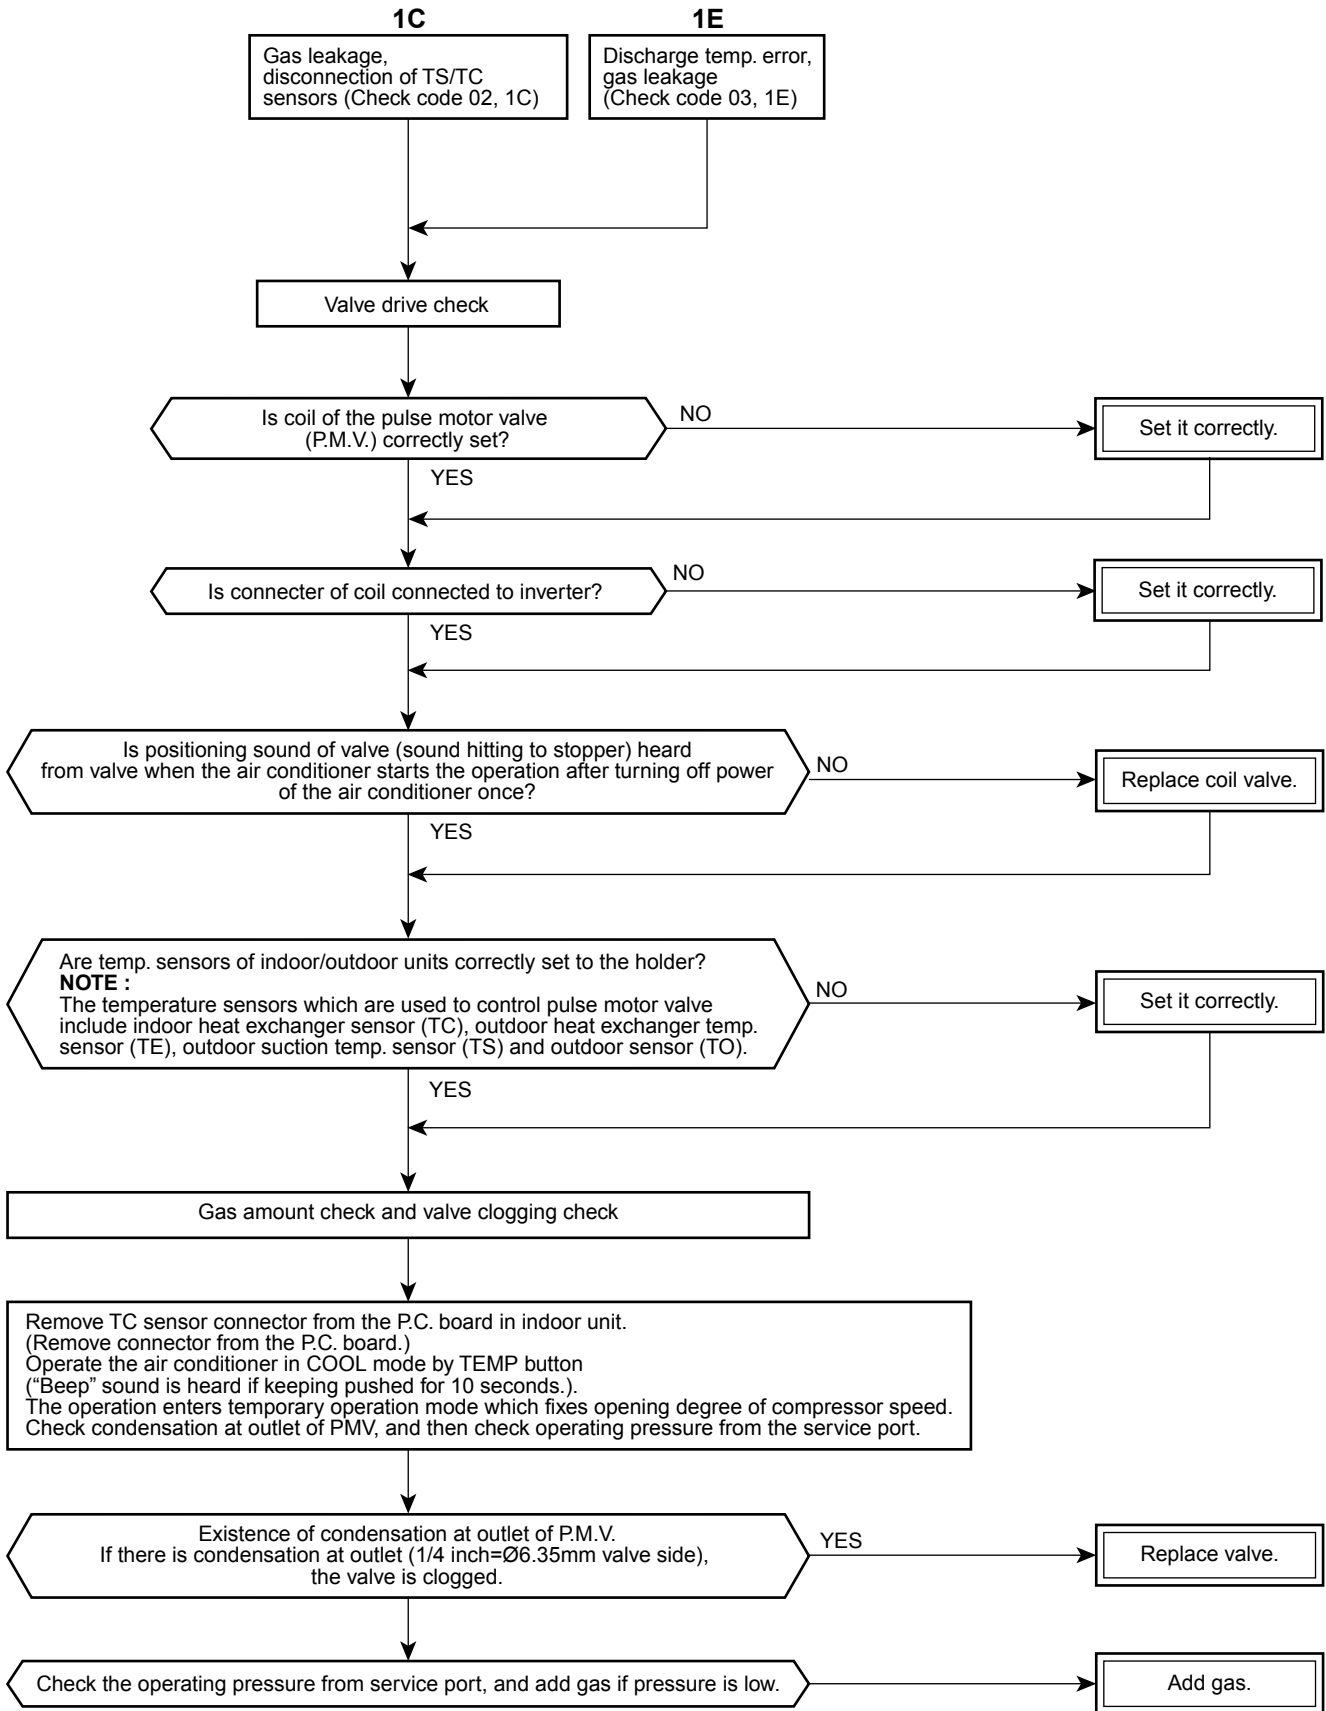 1C
1E
Gas leakage,
disconnection of TS/TC
sensors (Check code 02, 1C)
Discharge temp. error,
gas leakage
(Check code 03, 1E)
Valve drive check
Is coil of the pulse motor valve
(P.M.V.) correctly set?
NO
Set it correctly.
YES
Is connecter of coil connected to inverter?
NO
Set it correctly.
YES
Is positioning sound of valve (sound hitting to stopper) heard
from valve when the air conditioner starts the operation after turning off power
of the air conditioner once?
NO
Replace coil valve.
YES
Are temp. sensors of indoor/outdoor units correctly set to the holder?
NOTE :
The temperature sensors which are used to control pulse motor valve
include indoor heat exchanger sensor (TC), outdoor heat exchanger temp.
sensor (TE), outdoor suction temp. sensor (TS) and outdoor sensor (TO).
NO
Set it correctly.
YES
Gas amount check and valve clogging check
Remove TC sensor connector from the P.C. board in indoor unit.
(Remove connector from the P.C. board.)
Operate the air conditioner in COOL mode by TEMP button
(“Beep” sound is heard if keeping pushed for 10 seconds.).
The operation enters temporary operation mode which fixes opening degree of compressor speed.
Check condensation at outlet of PMV, and then check operating pressure from the service port.
Existence of condensation at outlet of P.M.V.
If there is condensation at outlet (1/4 inch=Ø6.35mm valve side),
the valve is clogged.
YES
Replace valve.
Check the operating pressure from service port, and add gas if pressure is low.
Add gas.